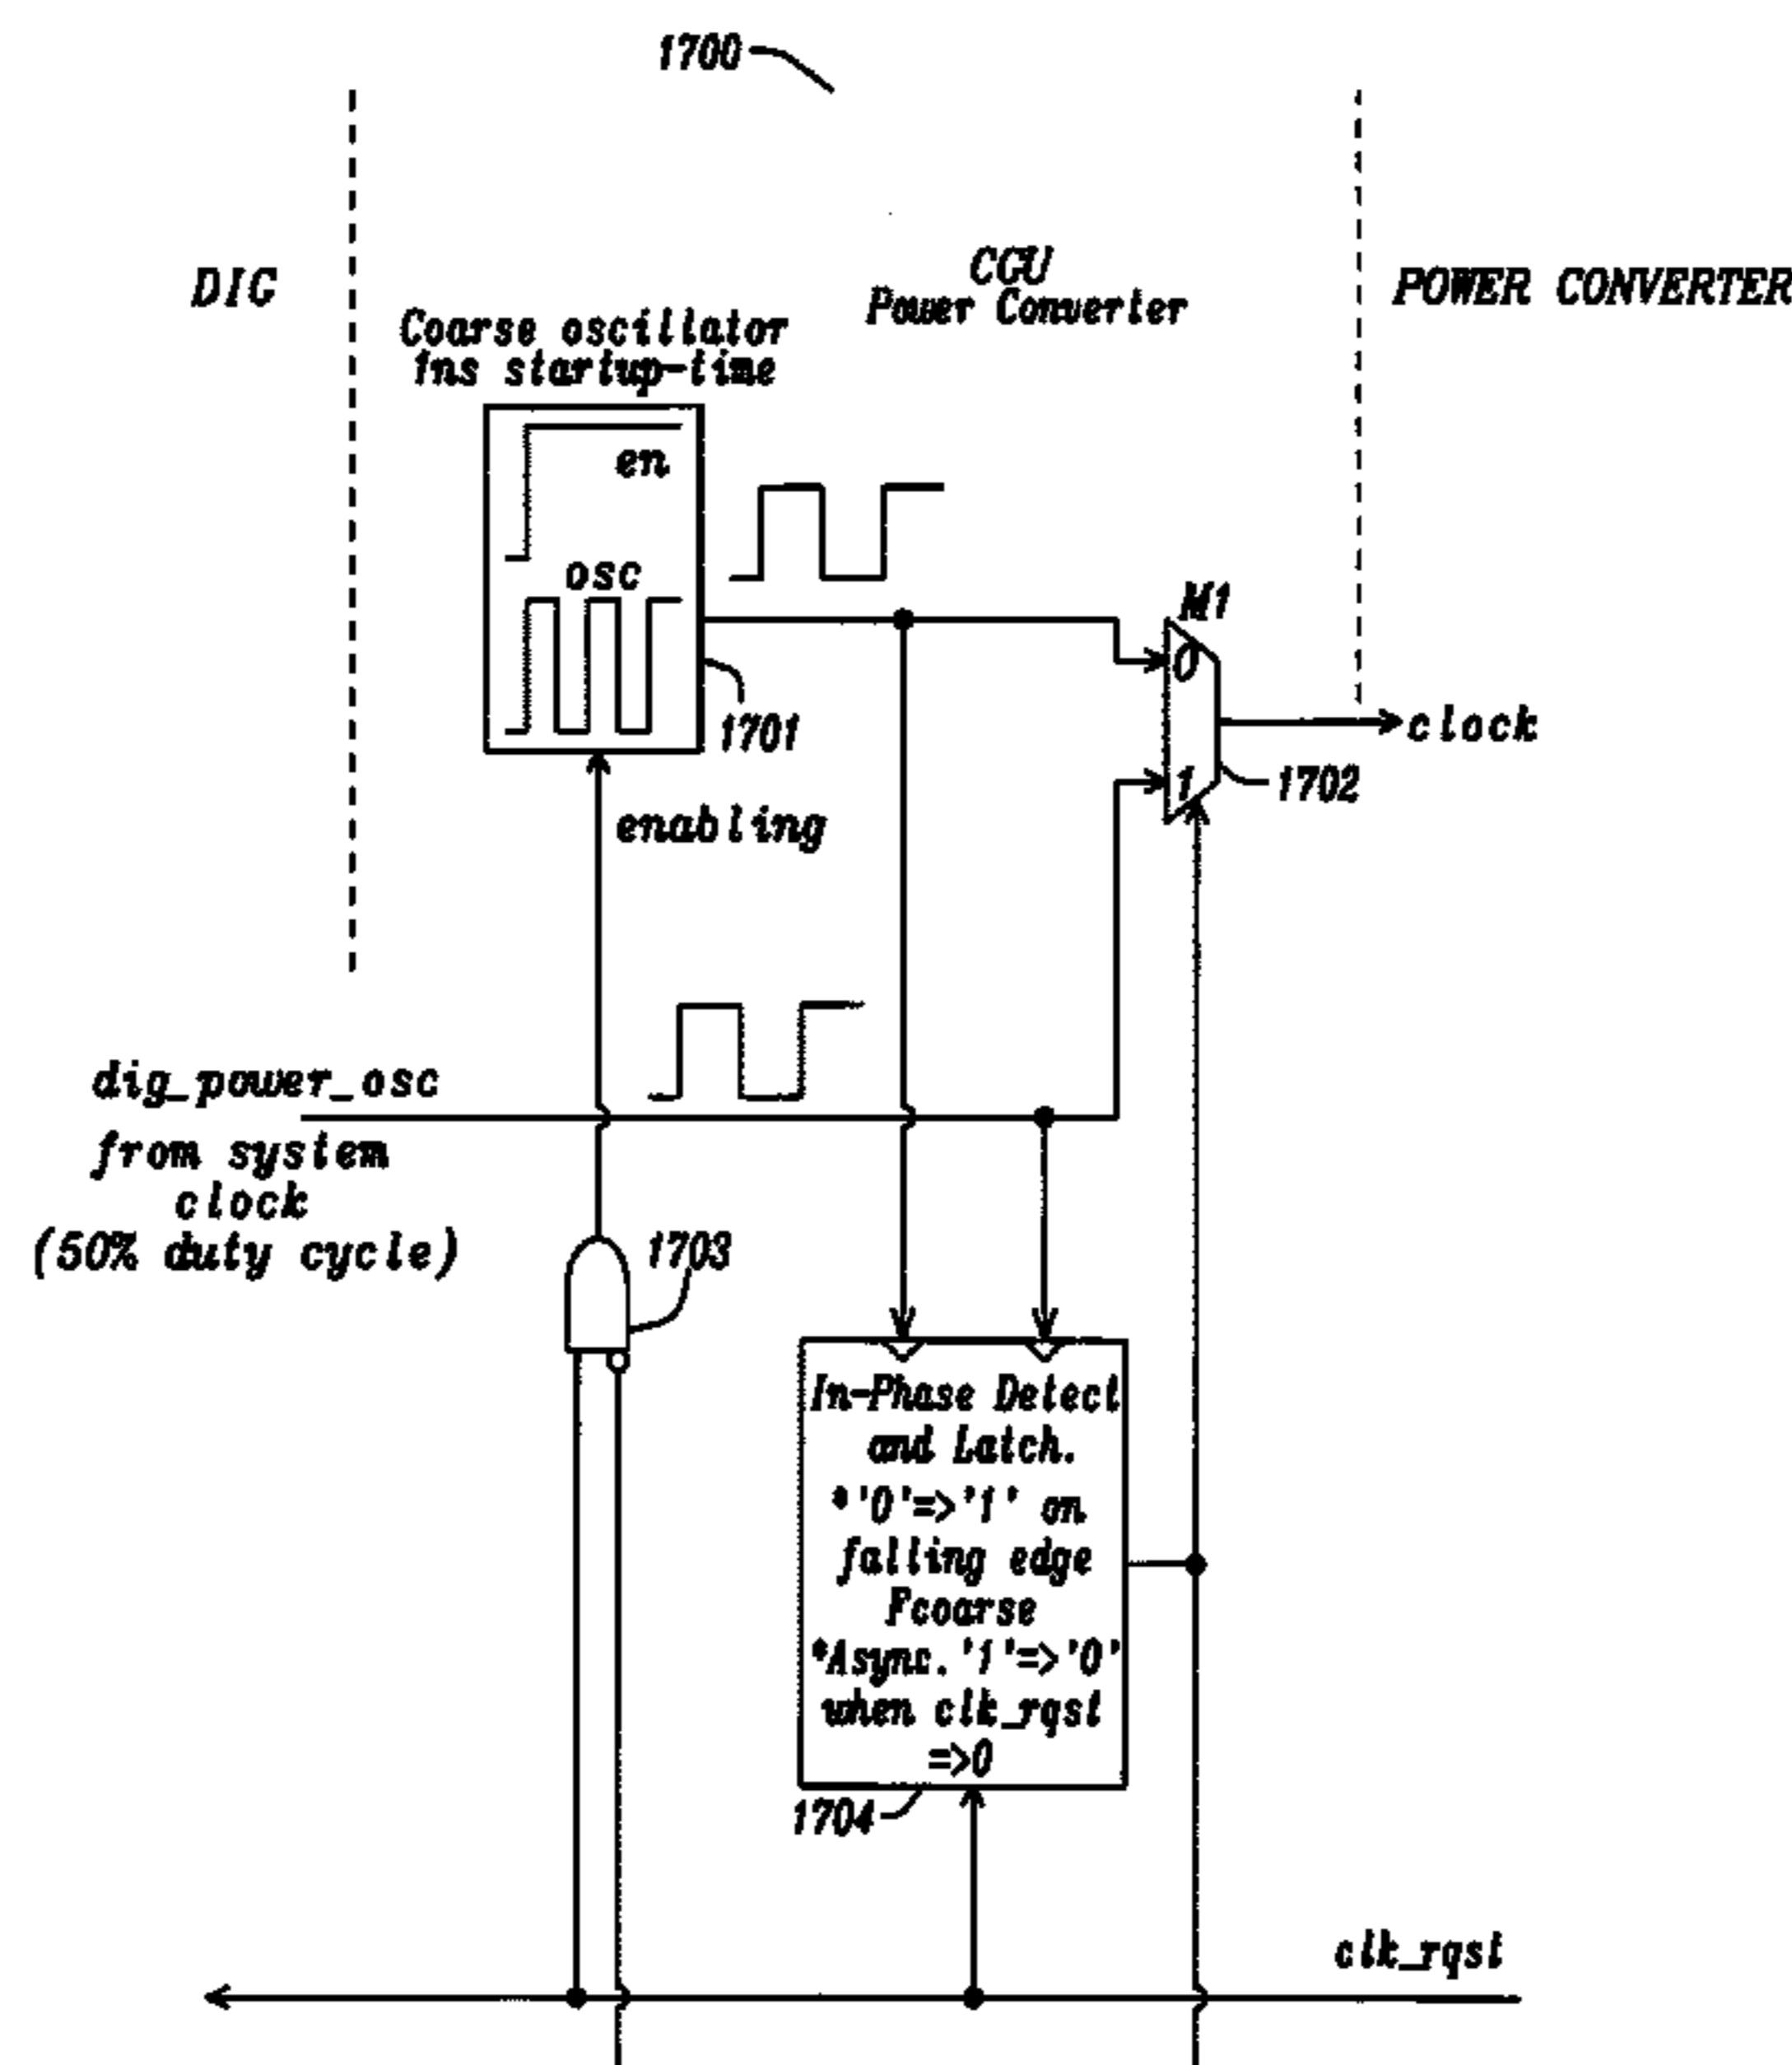 1700
DIG
CGU
Power Converter
POWER CONVERTER
Coarse oscillator
1ns startup-time
en
osc
M1
0
1701
clock
1
1702
enabling
dig_power_osc
from system
clock
(50% duty cycle)
1703
In-Phase Detect
and Latch.
*'0'=>'1' on
falling edge
Fcoarse
*Async.'1'=>'0'
when clk_rqst
=>0
1704
clk_rqst